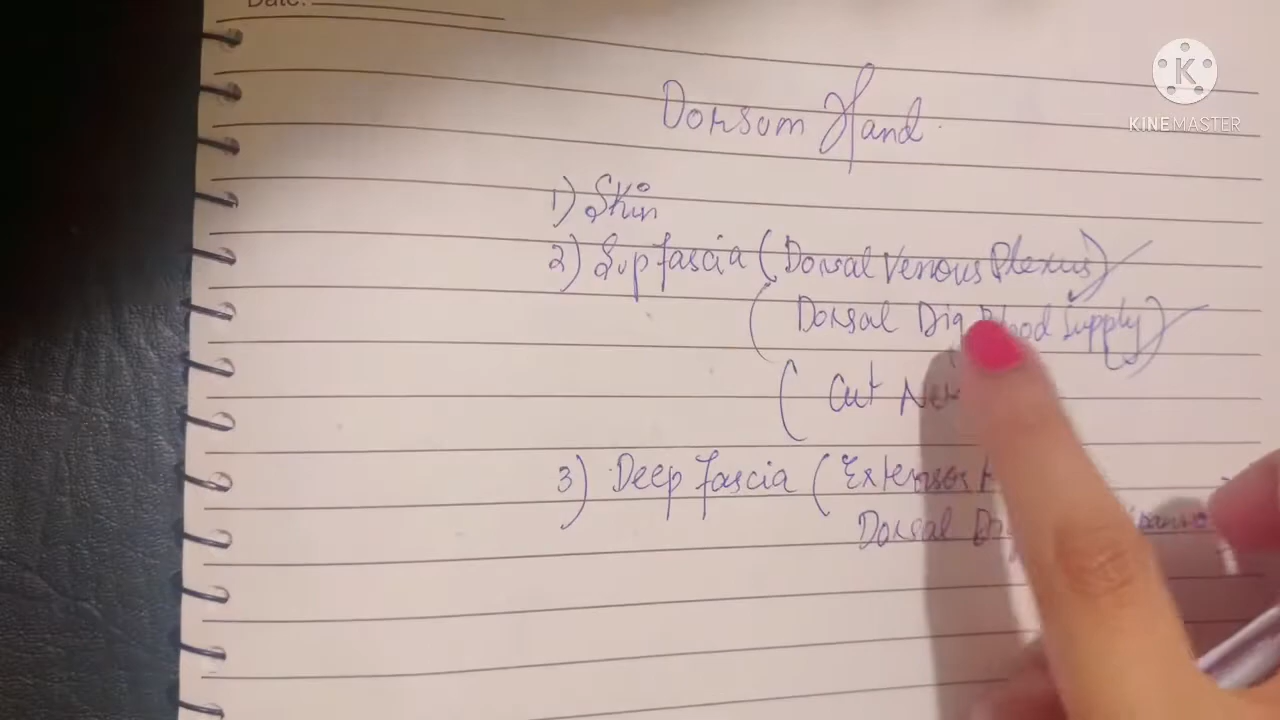 Date:
K
KINEMASTER
Dorsum Hand.
1) Skin
2) Sup fascia (Dorsal Venous Plexus)
(Dorsal Dig Blood Supply)
(Cut
3) Deep fascia (Extensor
Dorsal